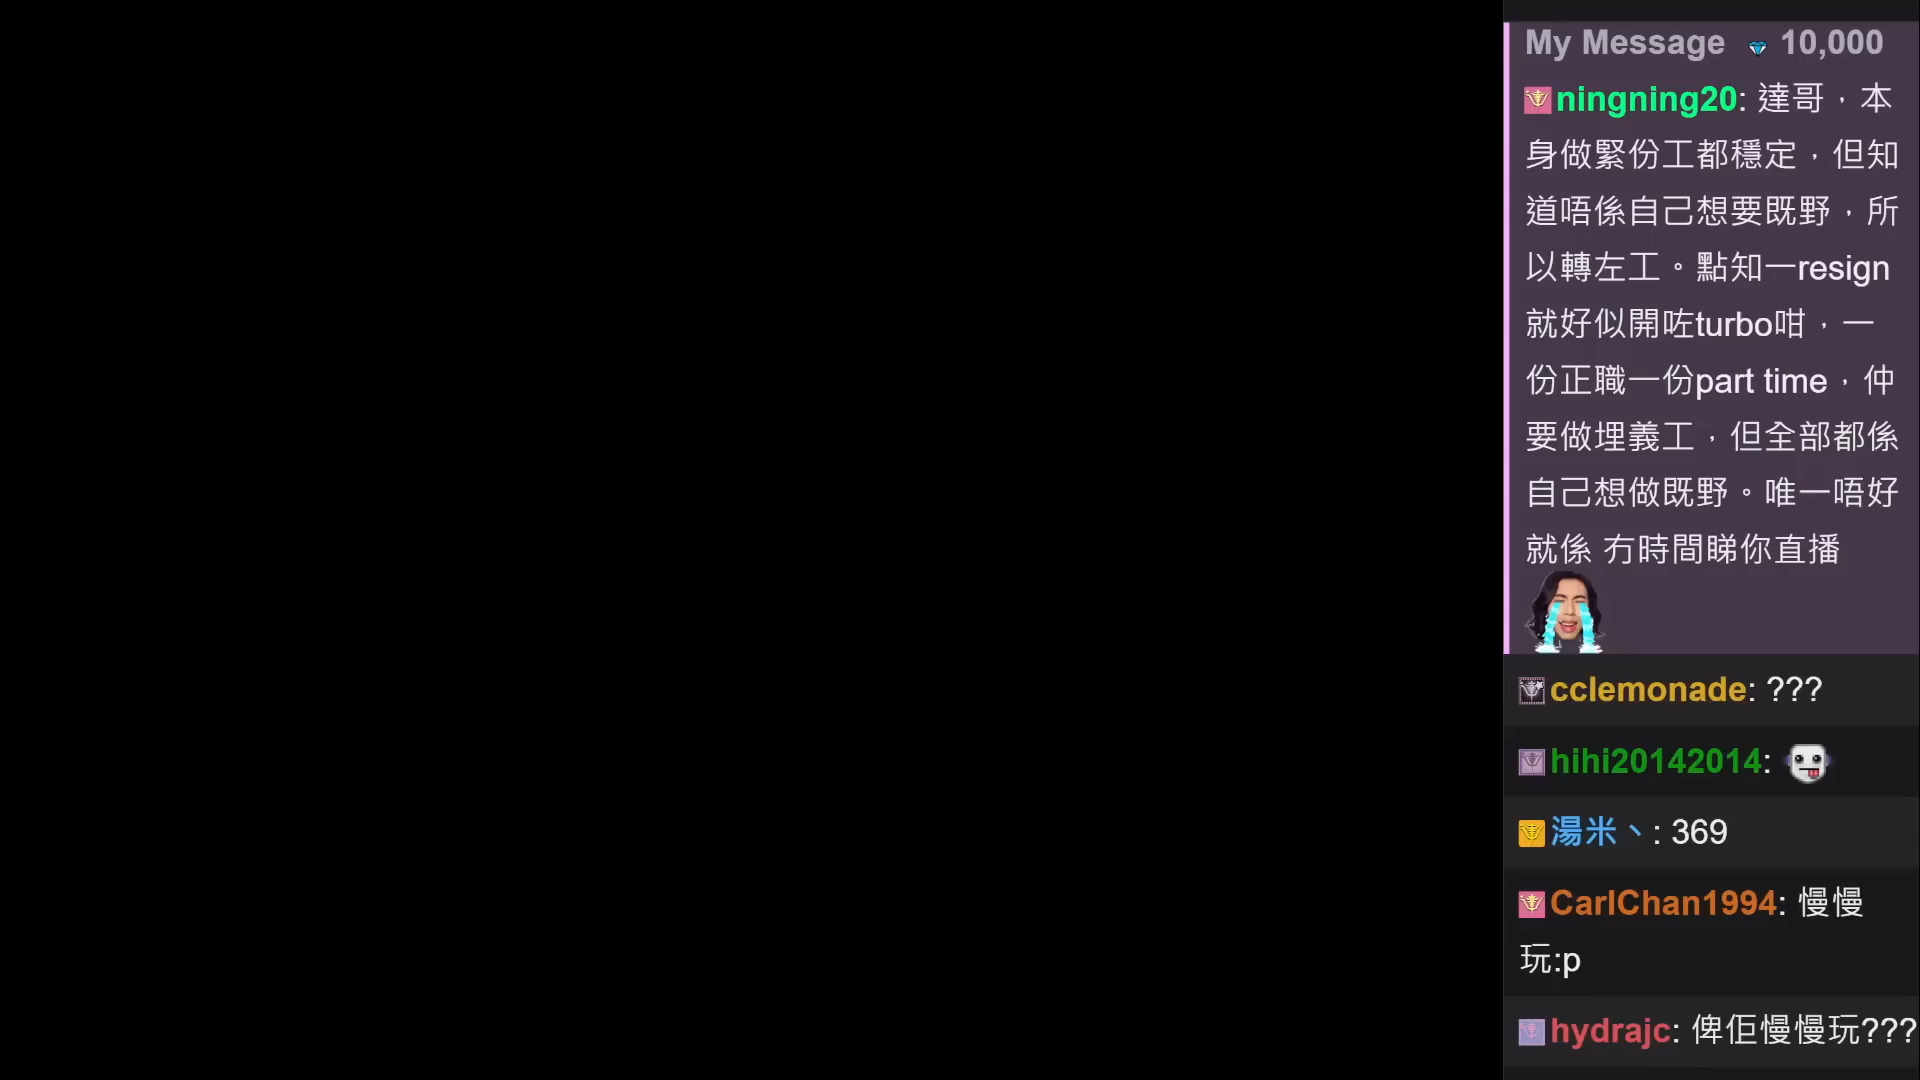 My Message 10,000
ningning20: 達哥，本
身做緊份工都穩定，但知
道唔係自己想要既野，所
以轉左工。點知一resign
就好似開咗turbo咁，一
份正職一份part time，仲
要做埋義工，但全部都係
自己想做既野。唯一唔好
就係 冇時間睇你直播
cclemonade: ???
hihi20142014:
湯米丶: 369
CarlChan1994: 慢慢
玩:p
hydrajc: 俾佢慢慢玩???